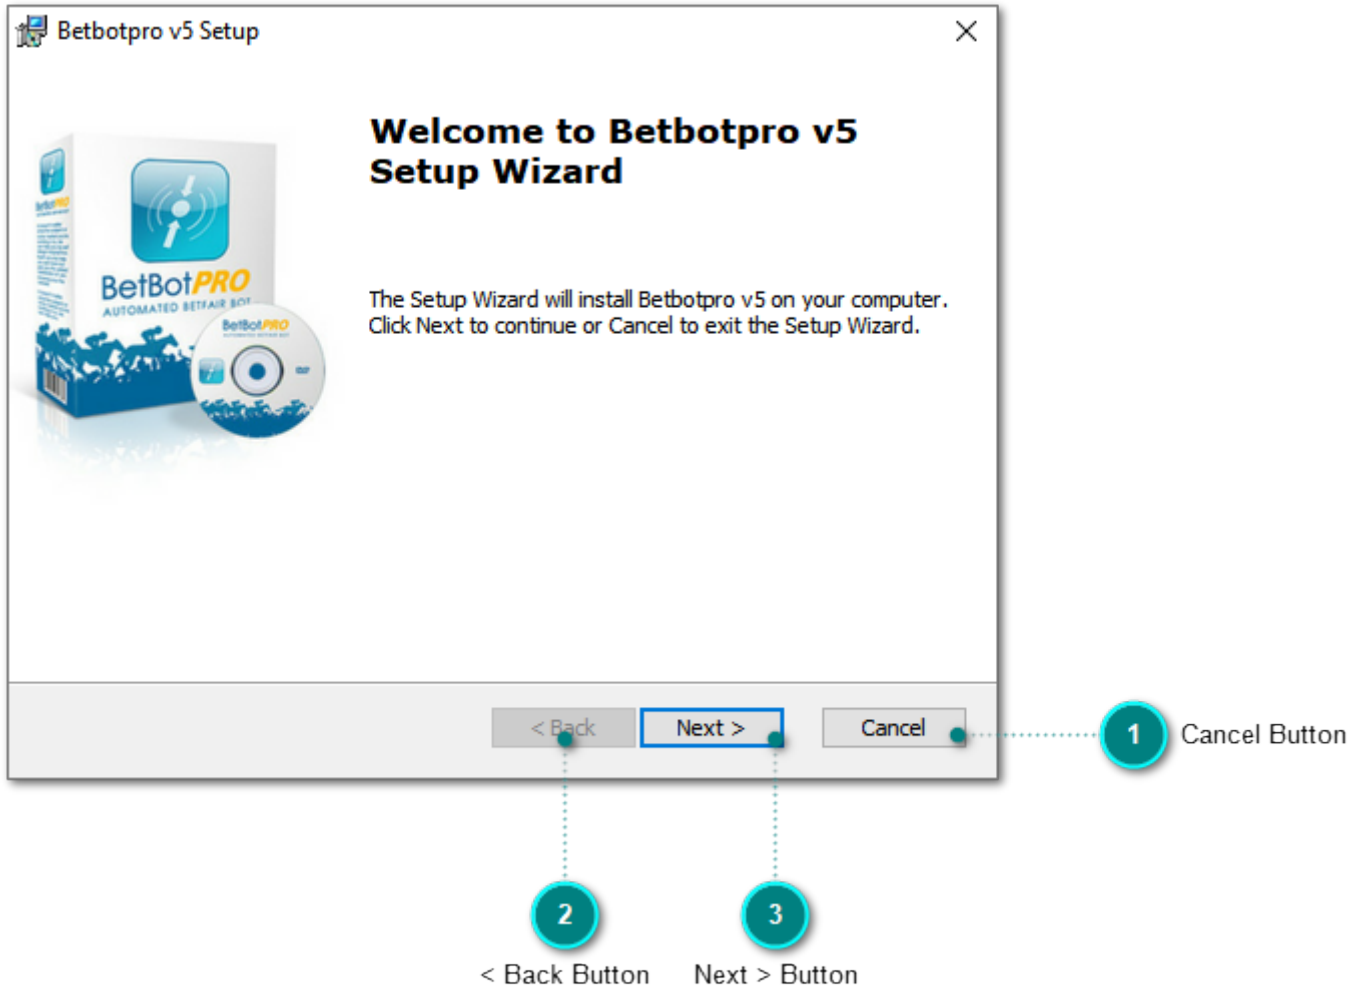 Betbotpro v5 Setup
Welcome to Betbotpro v5
Setup Wizard
BetBotPRO
AUTOMATED BETFAIR BOT
BetBotPRO
The Setup Wizard will install Betbotpro v5 on your computer.
Click Next to continue or Cancel to exit the Setup Wizard.
< Back
Next >
Cancel
1
Cancel Button
2
3
< Back Button
Next > Button